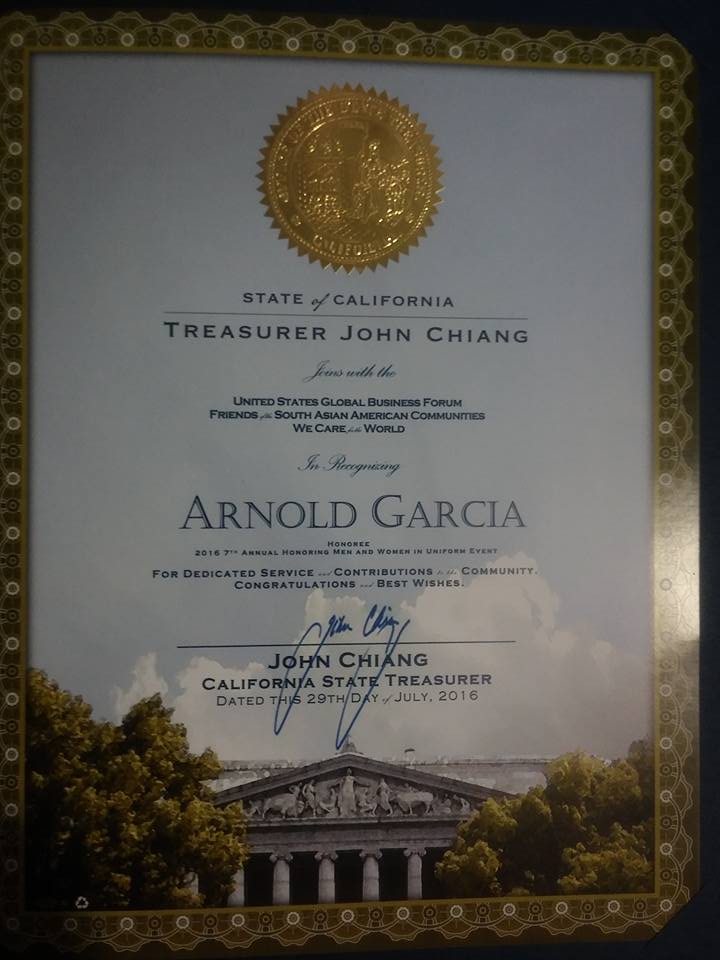 STATE of CALIFORNIA
TREASURER JOHN CHIANG
Joins with the
UNITED STATES GLOBAL BUSINESS FORUM
FRIENDS of the SOUTH ASIAN AMERICAN COMMUNITIES
WE CARE for the WORLD
In Recognizing
ARNOLD GARCIA
HONOREE
2016 7TH ANNUAL HONORING MEN AND WOMEN IN UNIFORM EVENT
FOR DEDICATED SERVICE and CONTRIBUTIONS to the COMMUNITY.
CONGRATULATIONS and BEST WISHES.
John Chiang
JOHN CHIANG
CALIFORNIA STATE TREASURER
DATED THIS 29TH DAY of JULY, 2016